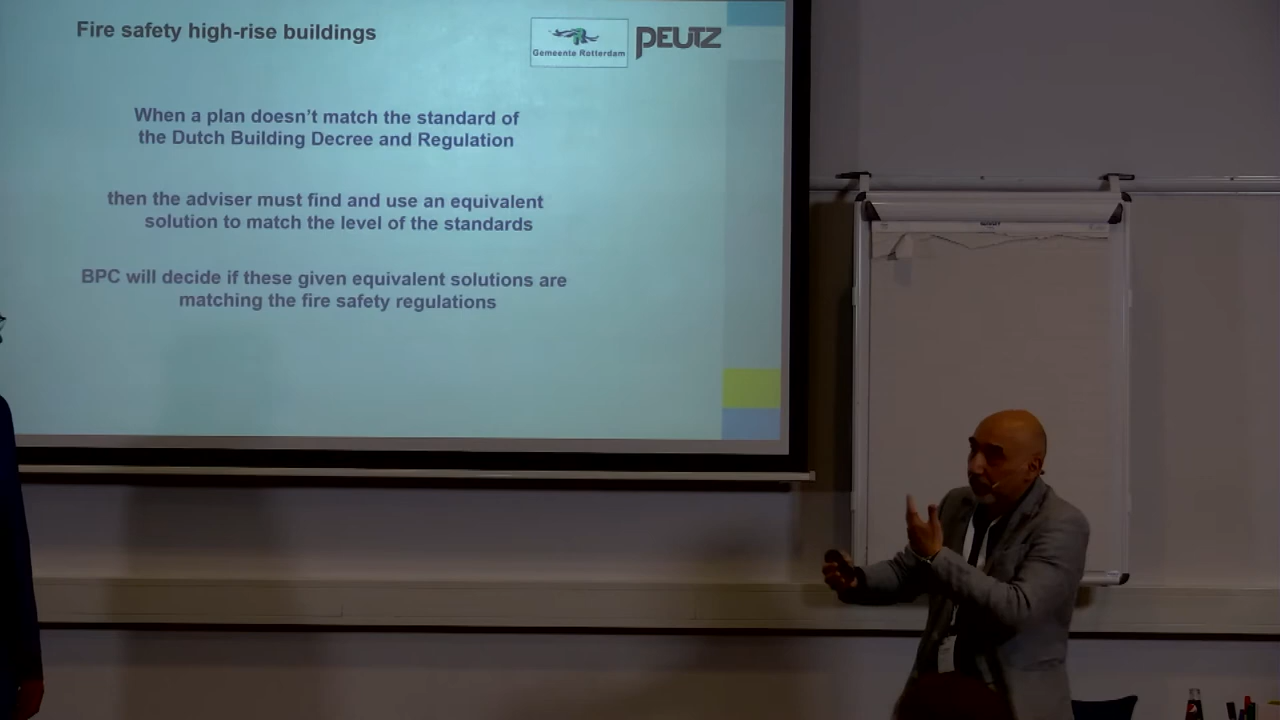 Fire safety high-rise buildings
Gemeente Rotterdam
PEUTZ
When a plan doesn't match the standard of
the Dutch Building Decree and Regulation
then the adviser must find and use an equivalent
solution to match the level of the standards
BPC will decide if these given equivalent solutions are
matching the fire safety regulations